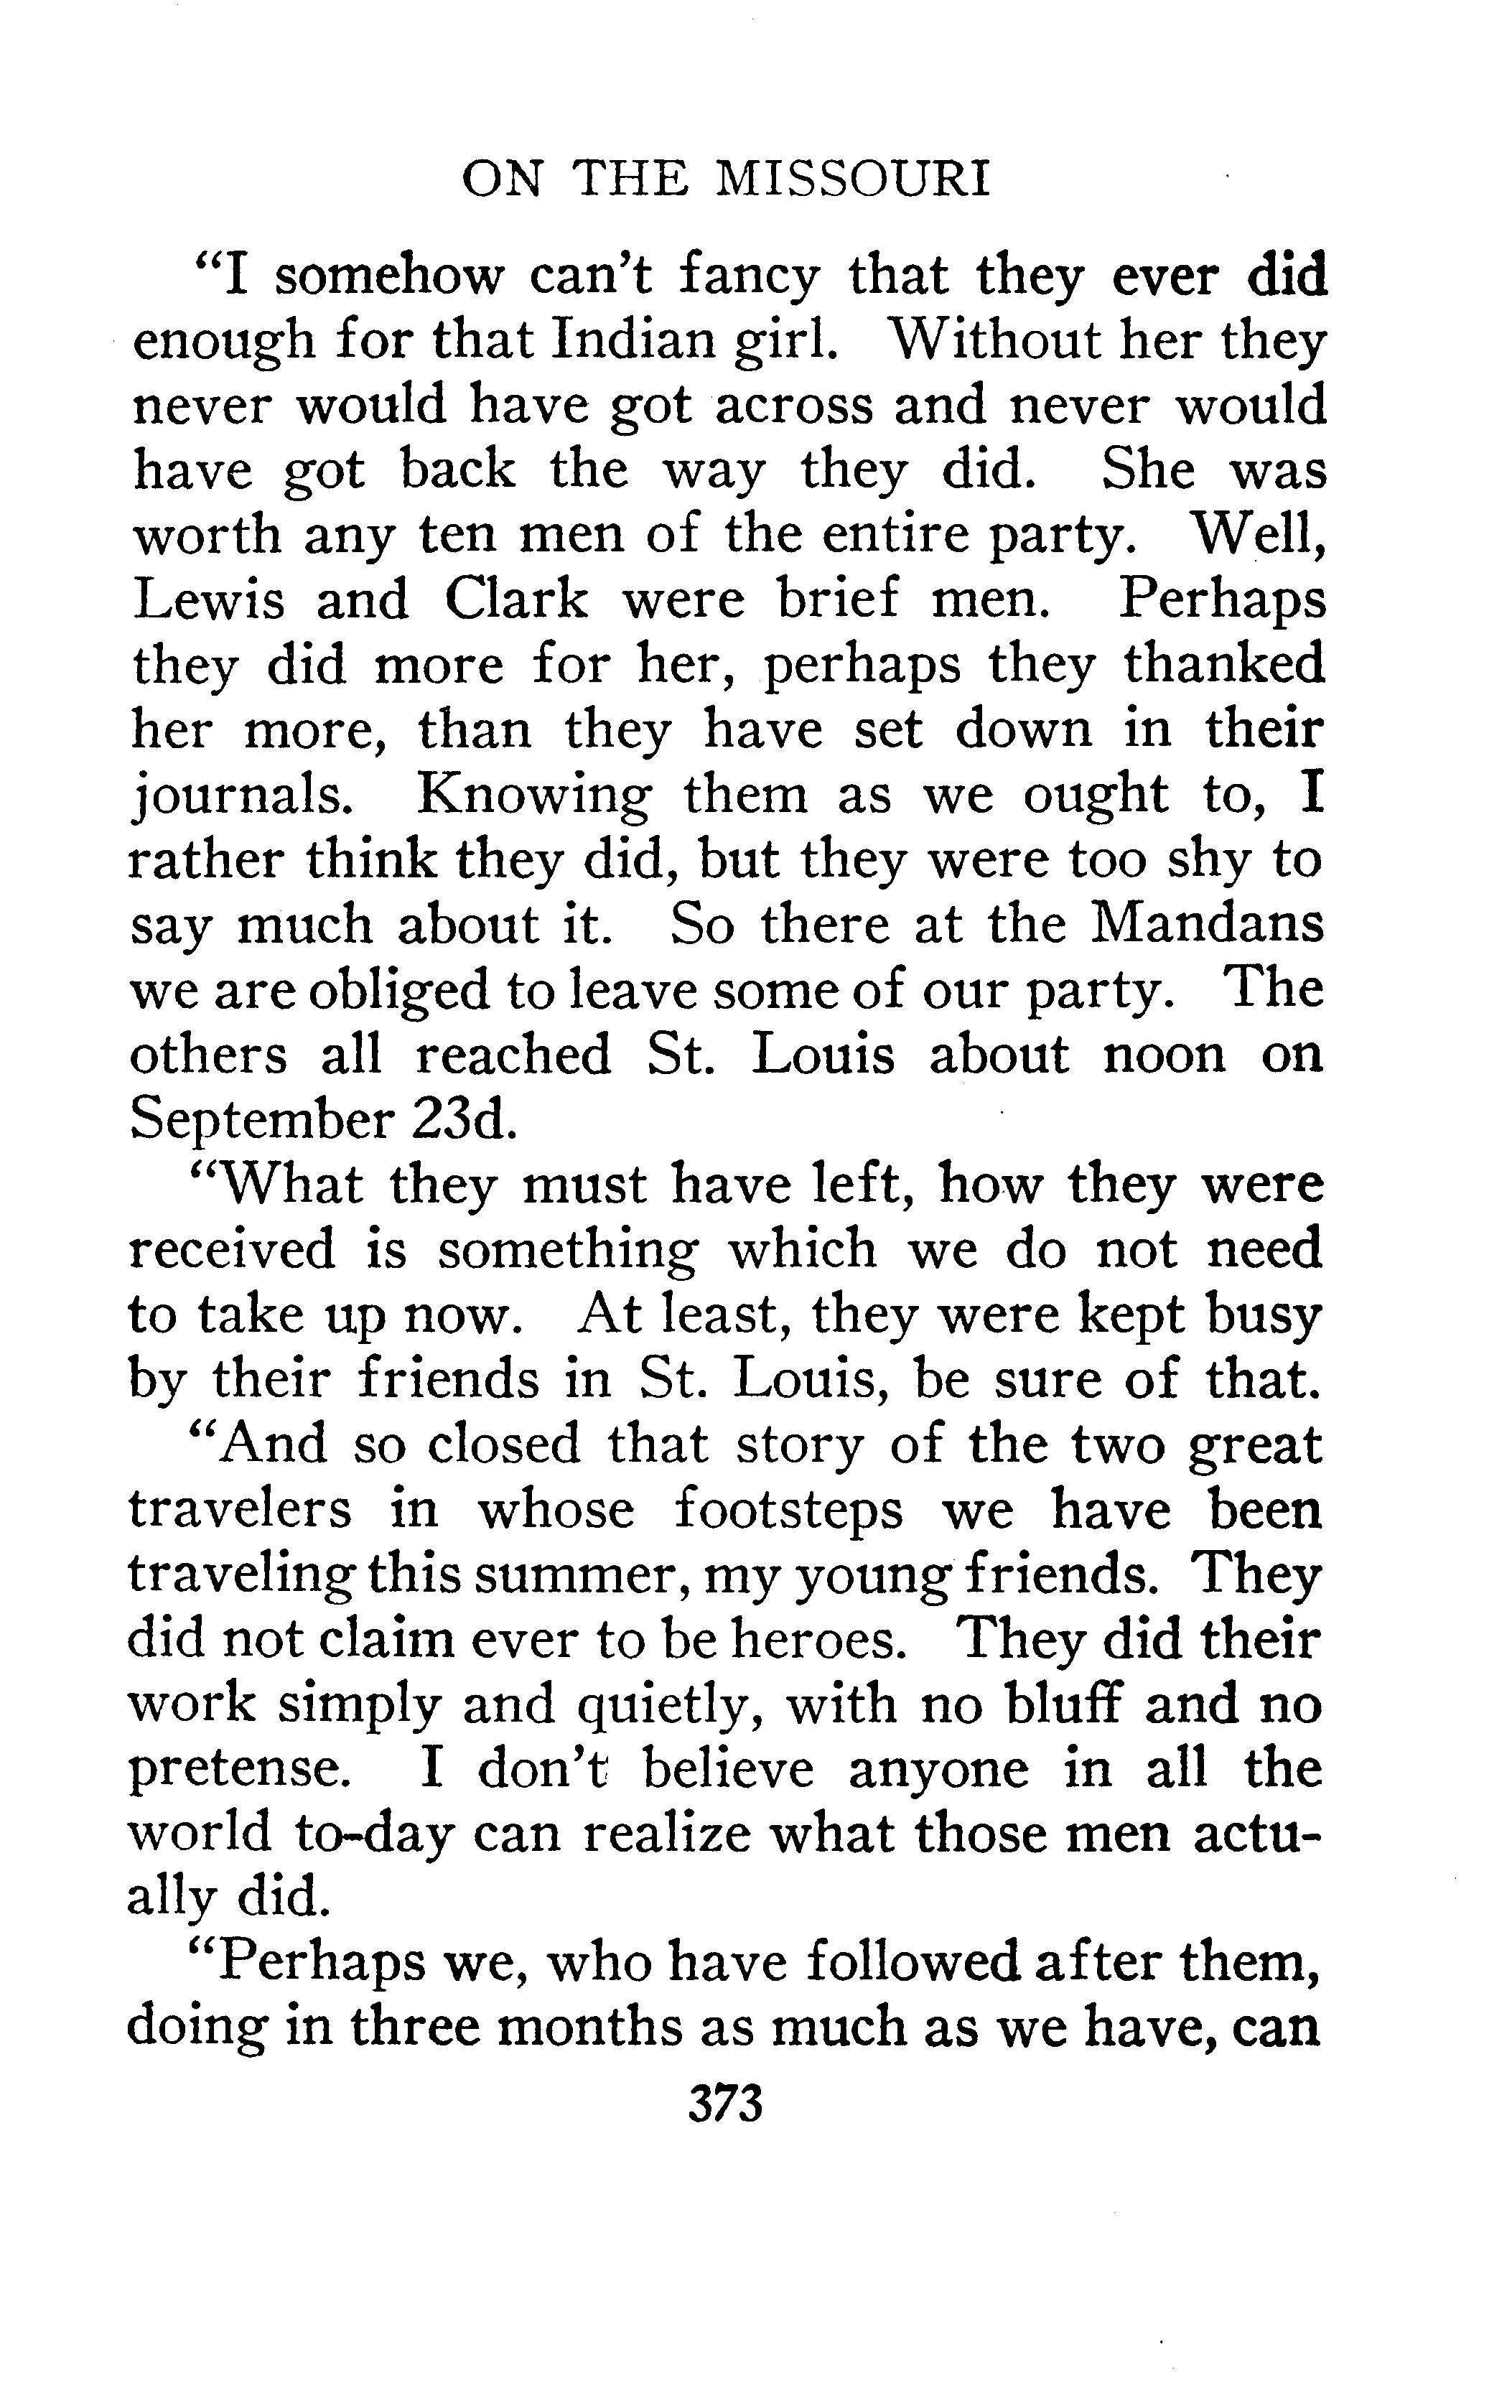 ON THE MISSOURI
“I somehow can't fancy that they ever did
enough for that Indian girl. Without her they
never would have got across and never would
have got back the way they did. She was
worth any ten men of the entire party. Well,
Lewis and Clark were brief men. Perhaps
they did more for her, perhaps they thanked
her more, than they have set down in their
journals. Knowing them as we ought to, I
rather think they did, but they were too shy to
say much about it. So there at the Mandans
we are obliged to leave some of our party. The
others all reached St. Louis about noon on
September 23d.
“What they must have left, how they were
received is something which we do not need
to take up now. At least, they were kept busy
by their friends in St. Louis, be sure of that.
“And so closed that story of the two great
travelers in whose footsteps we have been
traveling this summer, my young friends. They
did not claim ever to be heroes. They did their
work simply and quietly, with no bluff and no
pretense. I don't believe anyone in all the
world to-day can realize what those men actu-
ally did.
“Perhaps we, who have followed after them,
doing in three months as much as we have, can
373